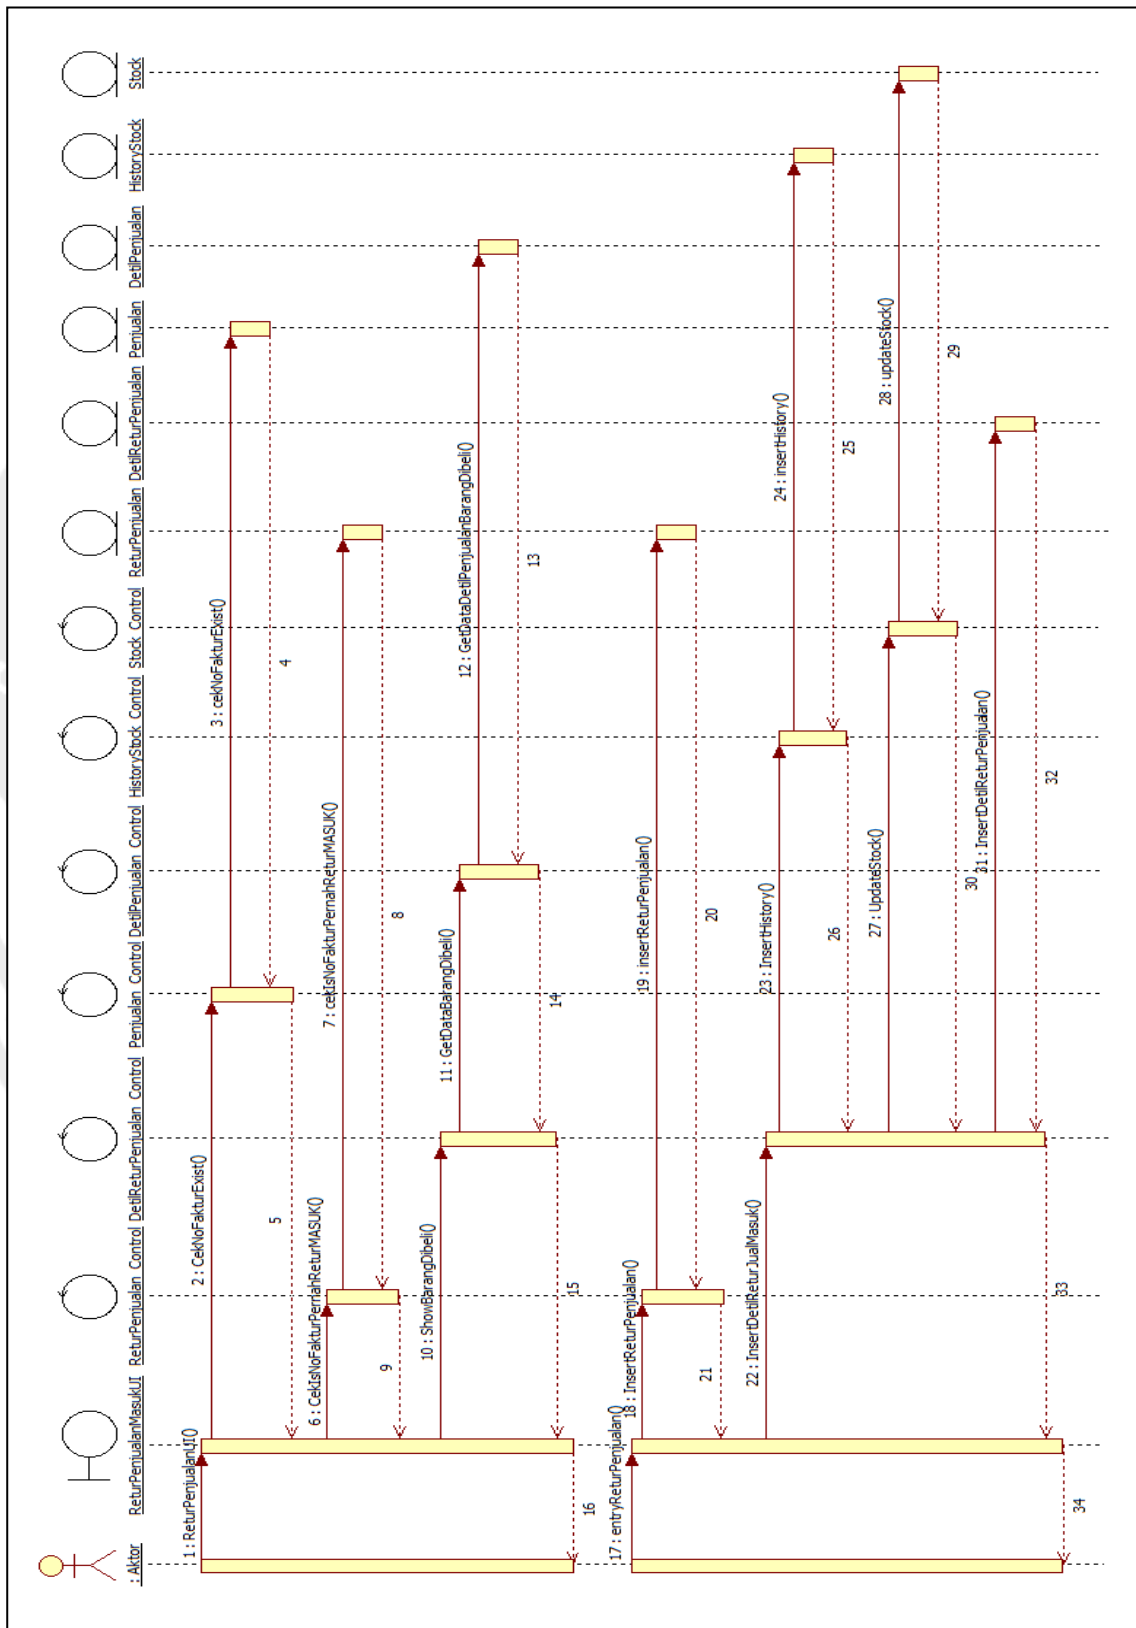 : Aktor
ReturPenjualanMasukUI
ReturPenjualan Control
DetilReturPenjualan Control
Penjualan Control
DetilPenjualan Control
HistoryStock Control
Stock Control
ReturPenjualan
DetilReturPenjualan
Penjualan
DetilPenjualan
HistoryStock
Stock
1 : ReturPenjualanUI()
2 : CekNoFakturExist()
3 : cekNoFakturExist()
4
5
6 : CekIsNoFakturPernahReturMASUK()
7 : cekIsNoFakturPernahReturMASUK()
8
9
10 : ShowBarangDibeli()
11 : GetDataBarangDibeli()
12 : GetDataDetilPenjualanBarangDibeli()
13
14
15
16
17 : entryReturPenjualan()
18 : InsertReturPenjualan()
19 : insertReturPenjualan()
20
21
22 : InsertDetilReturJualMasuk()
23 : InsertHistory()
24 : insertHistory()
25
26
27 : UpdateStock()
28 : updateStock()
29
30
31 : InsertDetilReturPenjualan()
32
33
34